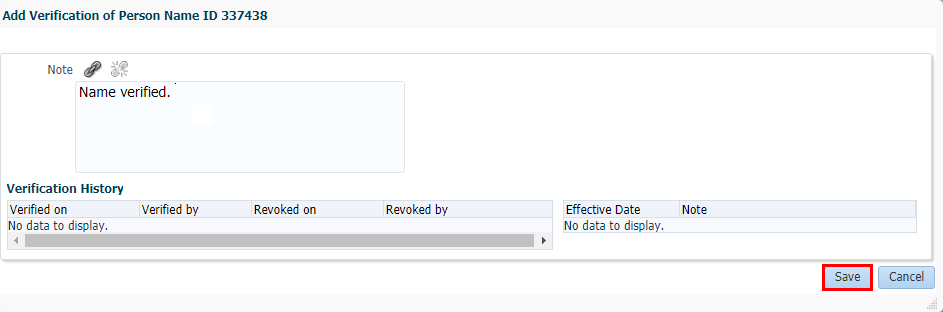 Add Verification of Person Name ID 337438
Note
Name verified.
Verification History
Verified on Verified by Revoked on Revoked by
No data to display.
Effective Date Note
No data to display.
Save Cancel